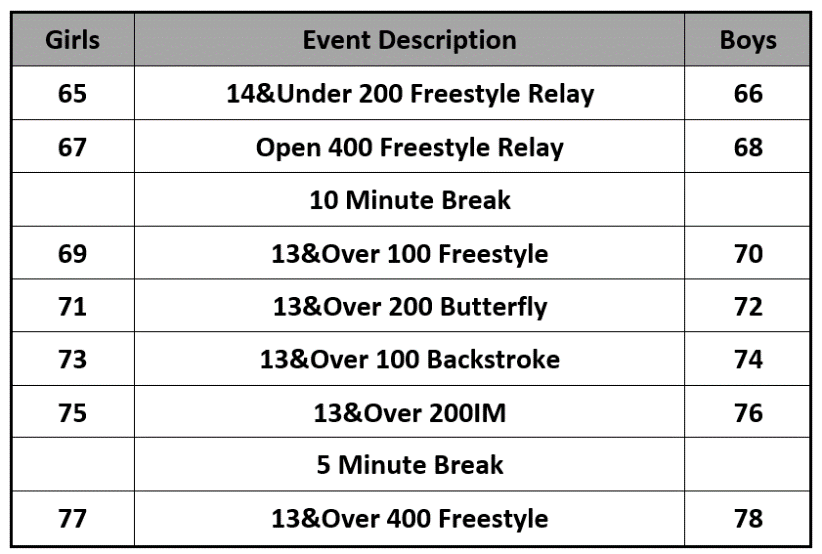 Girls Event Description Boys
65 14&Under 200 Freestyle Relay 66
67 Open 400 Freestyle Relay 68
10 Minute Break
69 13&Over 100 Freestyle 70
71 13&Over 200 Butterfly 72
73 13&Over 100 Backstroke 74
75 13&Over 200IM 76
5 Minute Break
77 13&Over 400 Freestyle 78